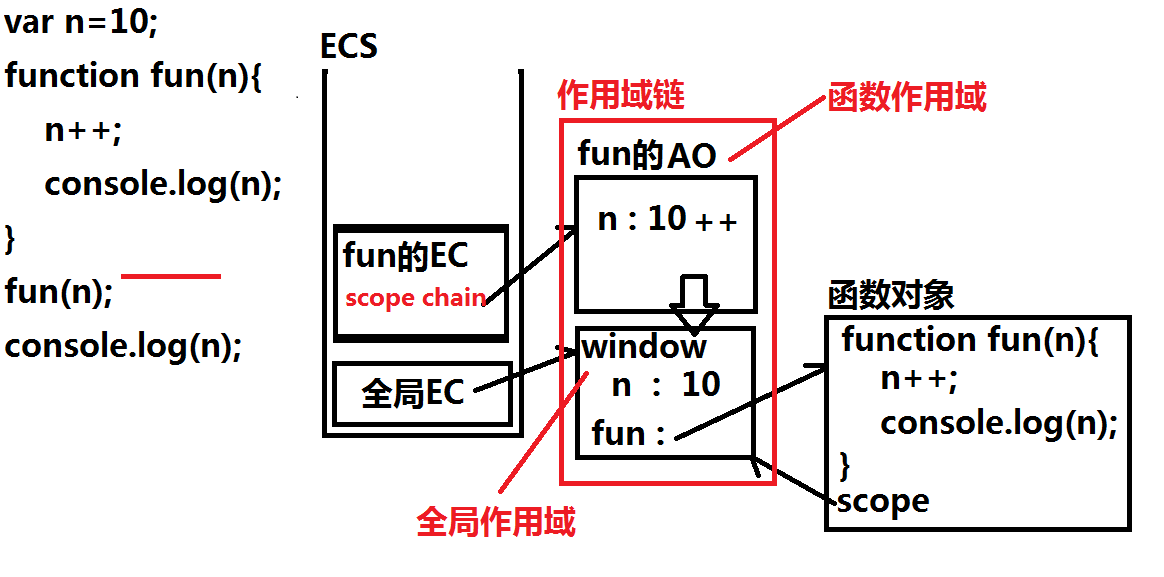 var n=10;
function fun(n){
n++;
console.log(n);
}
fun(n);
console.log(n);
ECS
fun的EC
scope chain
全局EC
作用域链
函数作用域
fun的AO
n : 10 ++
window
n : 10
fun :
全局作用域
函数对象
function fun(n){
n++;
console.log(n);
}
scope